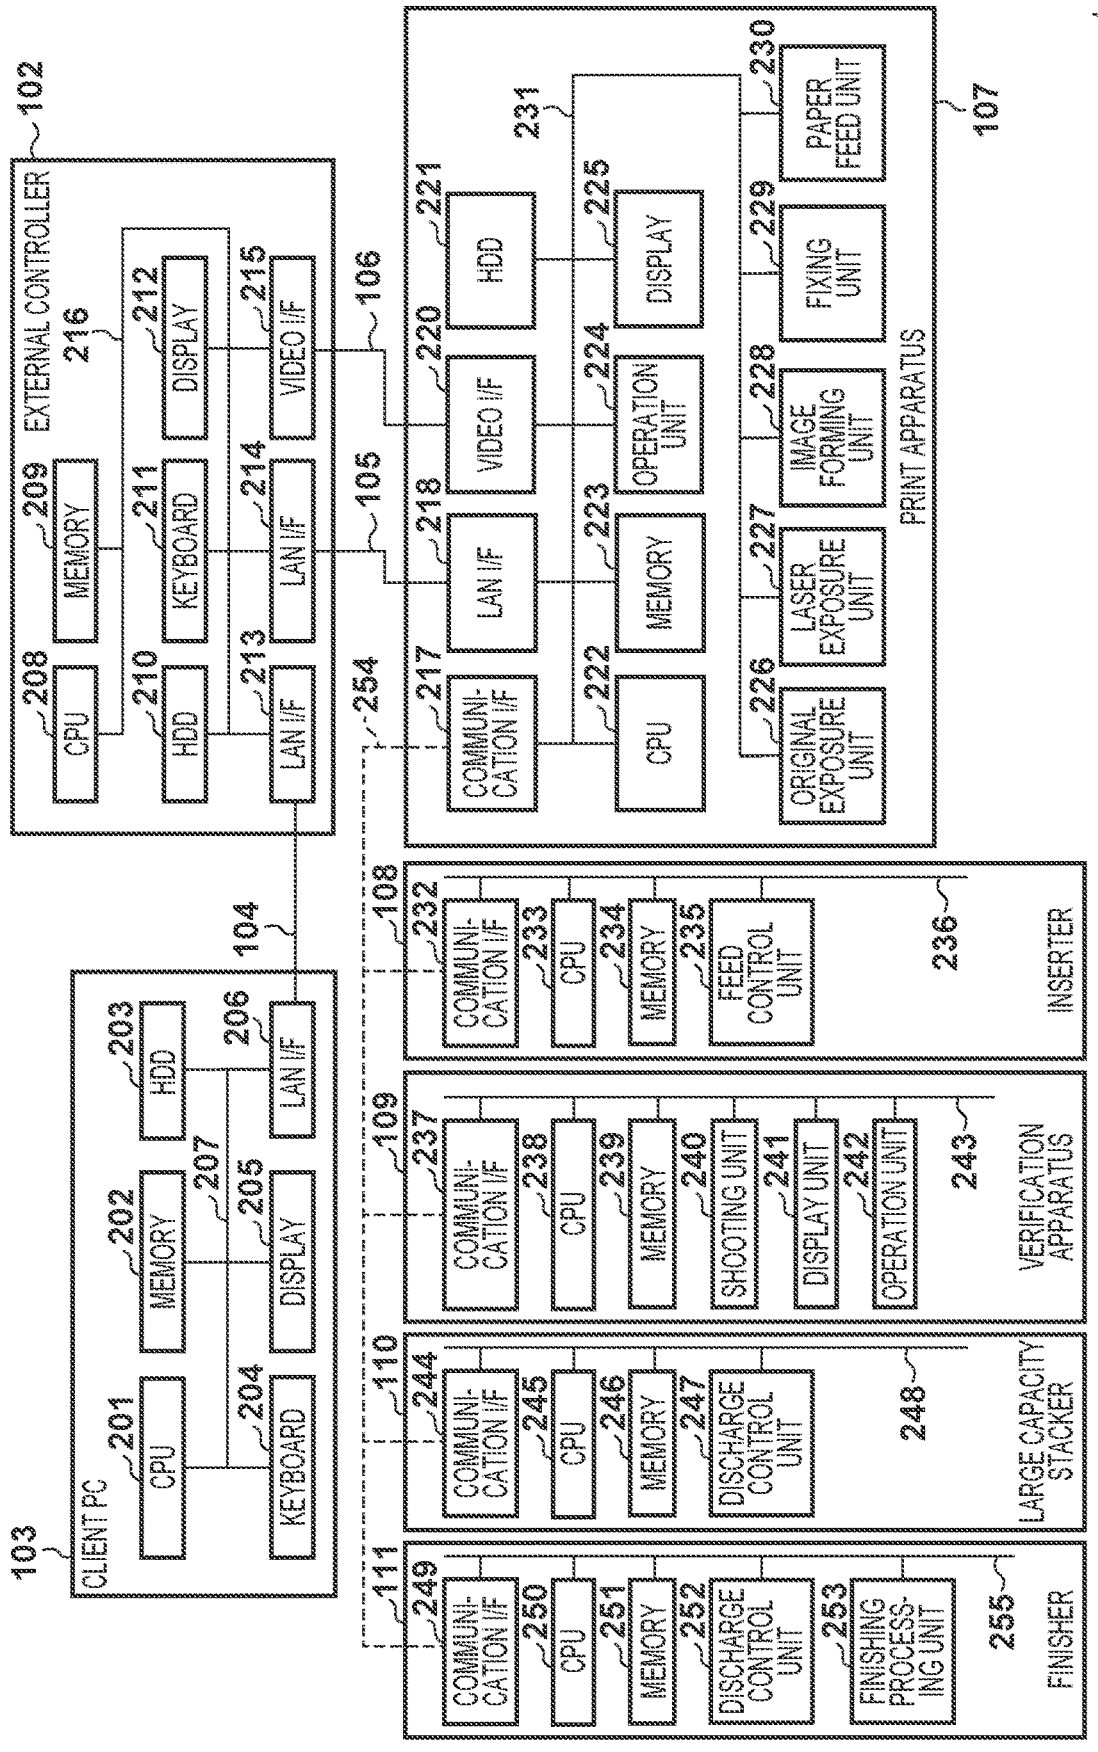 103
CLIENT PC
201
CPU
202
MEMORY
203
HDD
207
204
KEYBOARD
205
DISPLAY
206
LAN I/F
104
102
EXTERNAL CONTROLLER
208
CPU
209
MEMORY
216
210
HDD
211
KEYBOARD
212
DISPLAY
213
LAN I/F
214
LAN I/F
215
VIDEO I/F
105
106
254
111
249
COMMUNI-
CATION I/F
250
CPU
251
MEMORY
252
DISCHARGE
CONTROL
UNIT
253
FINISHING
PROCESS-
ING UNIT
255
FINISHER
110
244
COMMUNI-
CATION I/F
245
CPU
246
MEMORY
247
DISCHARGE
CONTROL
UNIT
248
LARGE CAPACITY
STACKER
109
237
COMMUNI-
CATION I/F
238
CPU
239
MEMORY
240
SHOOTING UNIT
241
DISPLAY UNIT
242
OPERATION UNIT
243
VERIFICATION
APPARATUS
108
232
COMMUNI-
CATION I/F
233
CPU
234
MEMORY
235
FEED
CONTROL
UNIT
236
INSERTER
217
COMMUNI-
CATION I/F
218
LAN I/F
220
VIDEO I/F
221
HDD
231
222
CPU
223
MEMORY
224
OPERATION
UNIT
225
DISPLAY
226
ORIGINAL
EXPOSURE
UNIT
227
LASER
EXPOSURE
UNIT
228
IMAGE
FORMING
UNIT
229
FIXING
UNIT
230
PAPER
FEED UNIT
PRINT APPARATUS
107